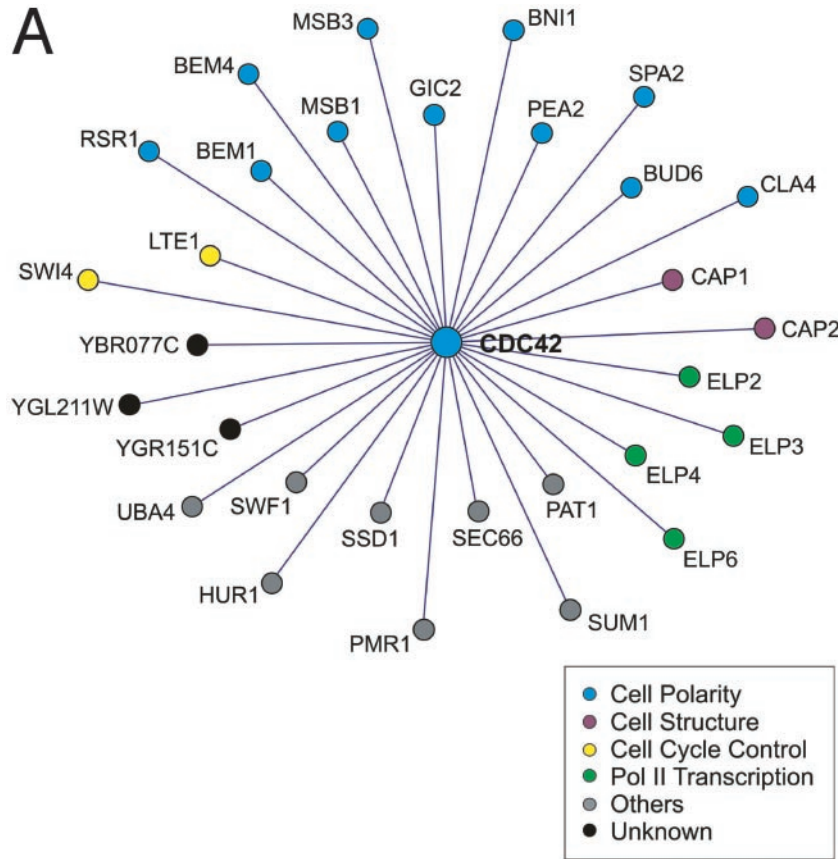 A
MSB3
BNI1
BEM4
SPA2
GIC2
MSB1
PEA2
RSR1
BEM1
BUD6
CLA4
LTE1
SWI4
CAP1
YBR077C
CDC42
CAP2
ELP2
YGL211W
YGR151C
ELP3
ELP4
UBA4
SWF1
PAT1
SSD1
SEC66
ELP6
HUR1
SUM1
PMR1
Cell Polarity
Cell Structure
Cell Cycle Control
Pol II Transcription
Others
Unknown